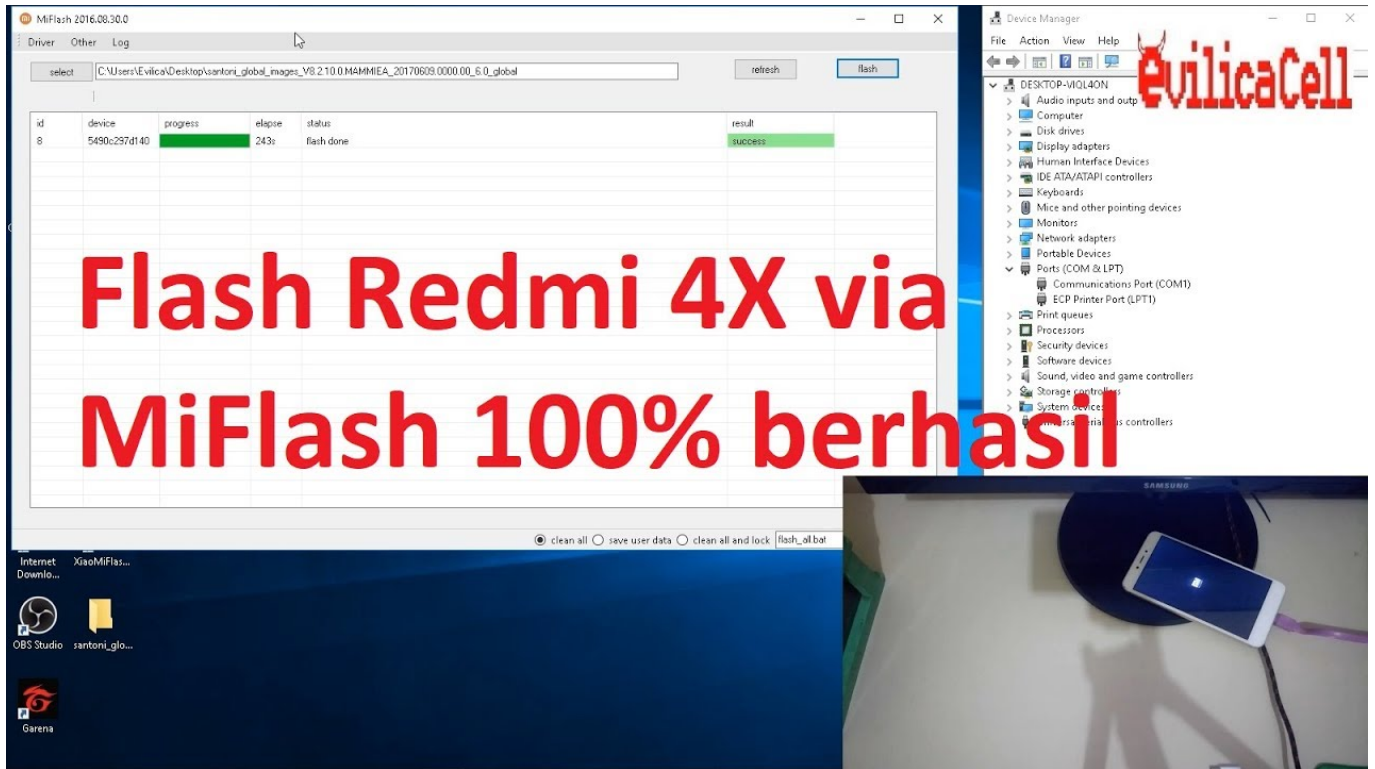 MiFlash 2016.08.30.0
Driver Other Log
select C:\Users\Evilica\Desktop\santoni_global_images_V8.2.10.0.MAMMIEA_20170609.0000.00_6.0_global refresh flash
id device progress elapse status result
8 5490c297d140 243s flash done success
clean all save user data clean all and lock flash_all.bat
Device Manager
File Action View Help
evilicaCell
DESKTOP-VIQL4ON
Audio inputs and outp
Computer
Disk drives
Display adapters
Human Interface Devices
IDE ATA/ATAPI controllers
Keyboards
Mice and other pointing devices
Monitors
Network adapters
Portable Devices
Ports (COM & LPT)
Communications Port (COM1)
ECP Printer Port (LPT1)
Print queues
Processors
Security devices
Software devices
Sound, video and game controllers
Storage controllers
System devices
controllers
Flash Redmi 4X via
MiFlash 100% berhasil
SAMSUNG
Internet
Downlo...
XiaoMiFlas...
OBS Studio
santoni_glo...
Garena